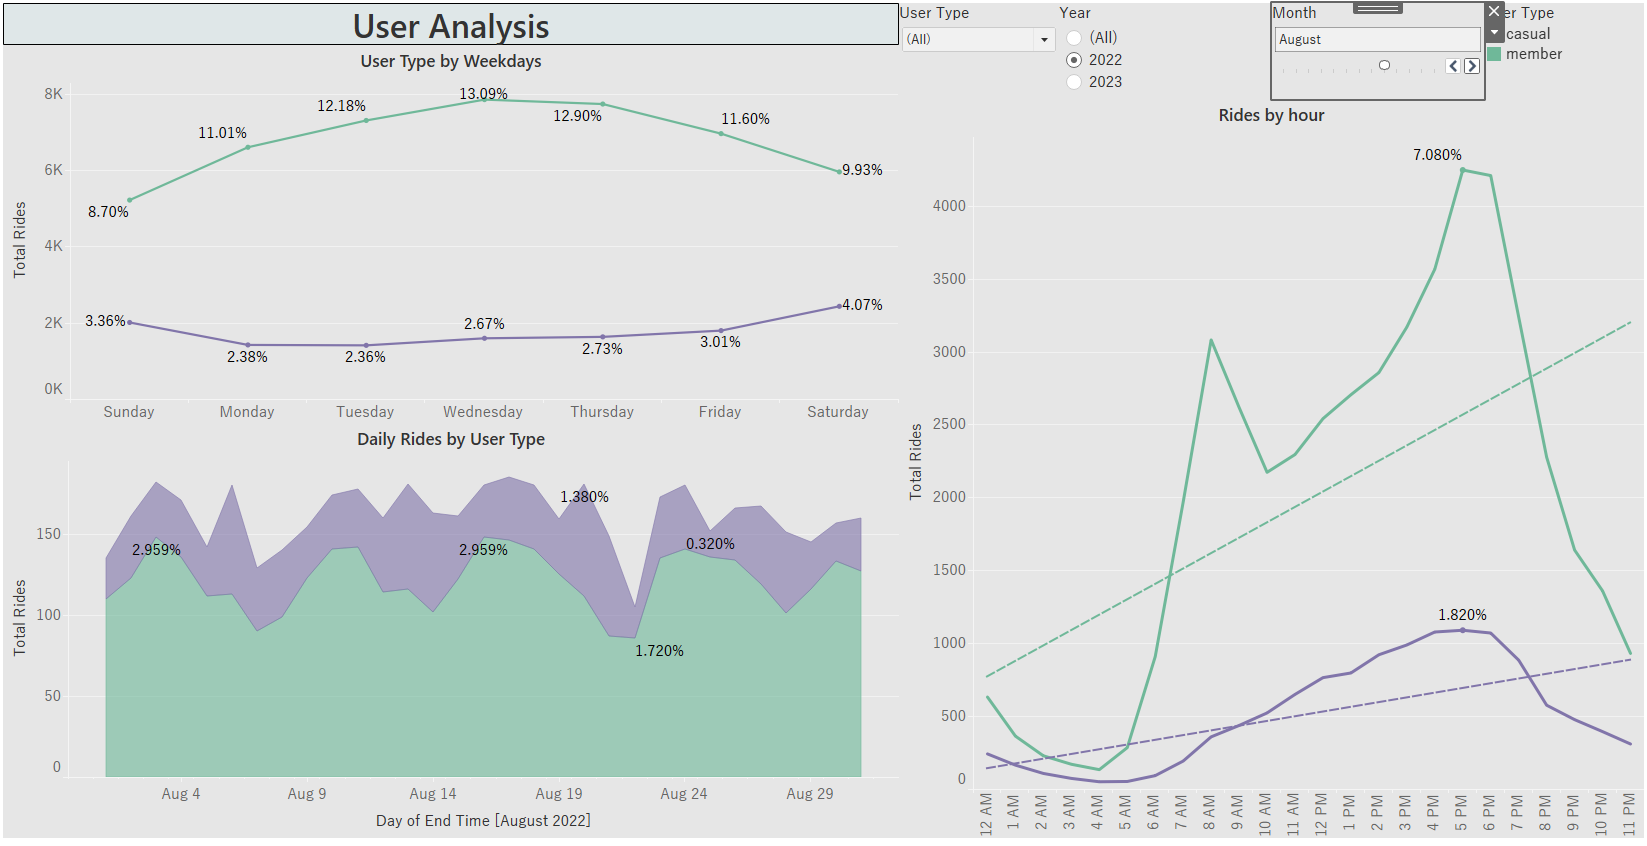 User Analysis
User Type
(All)
Year
(All)
2022
2023
Month
August
er Type
casual
member
User Type by Weekdays
Total Rides
8K
6K
4K
2K
0K
8.70%
11.01%
12.18%
13.09%
12.90%
11.60%
9.93%
3.36%
2.38%
2.36%
2.67%
2.73%
3.01%
4.07%
Sunday
Monday
Tuesday
Wednesday
Thursday
Friday
Saturday
Daily Rides by User Type
Total Rides
150
100
50
0
2.959%
2.959%
1.380%
0.320%
1.720%
Aug 4
Aug 9
Aug 14
Aug 19
Aug 24
Aug 29
Day of End Time [August 2022]
Rides by hour
Total Rides
4000
3500
3000
2500
2000
1500
1000
500
0
7.080%
1.820%
12 AM
1 AM
2 AM
3 AM
4 AM
5 AM
6 AM
7 AM
8 AM
9 AM
10 AM
11 AM
12 PM
1 PM
2 PM
3 PM
4 PM
5 PM
6 PM
7 PM
8 PM
9 PM
10 PM
11 PM